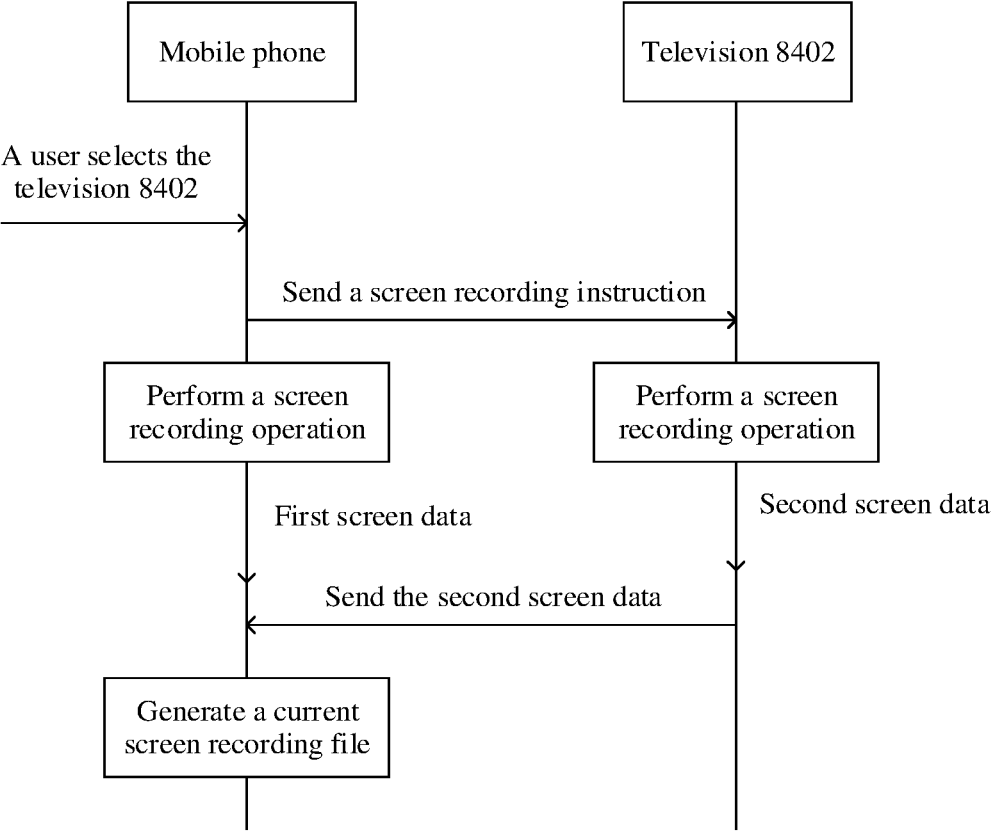 Mobile phone
Television 8402
A user selects the
television 8402
Send a screen recording instruction
Perform a screen
recording operation
Perform a screen
recording operation
First screen data
Second screen data
Send the second screen data
Generate a current
screen recording file